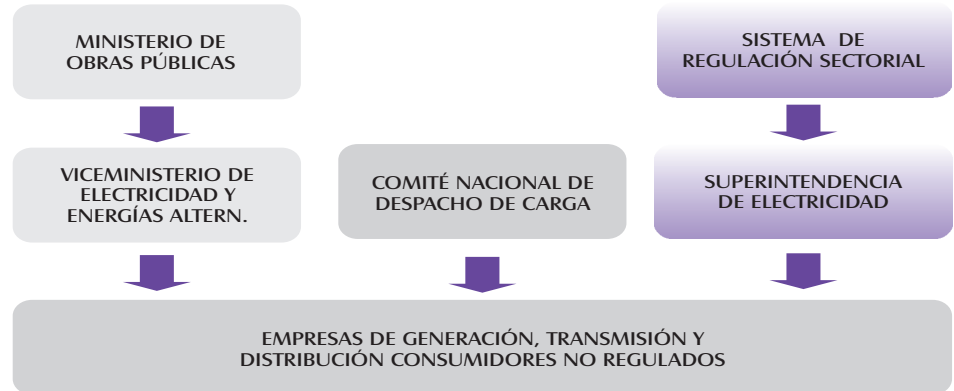 MINISTERIO DE
OBRAS PÚBLICAS
SISTEMA DE
REGULACIÓN SECTORIAL
VICEMINISTERIO DE
ELECTRICIDAD Y
ENERGÍAS ALTERN.
COMITÉ NACIONAL DE
DESPACHO DE CARGA
SUPERINTENDENCIA
DE ELECTRICIDAD
EMPRESAS DE GENERACIÓN, TRANSMISIÓN Y
DISTRIBUCIÓN CONSUMIDORES NO REGULADOS